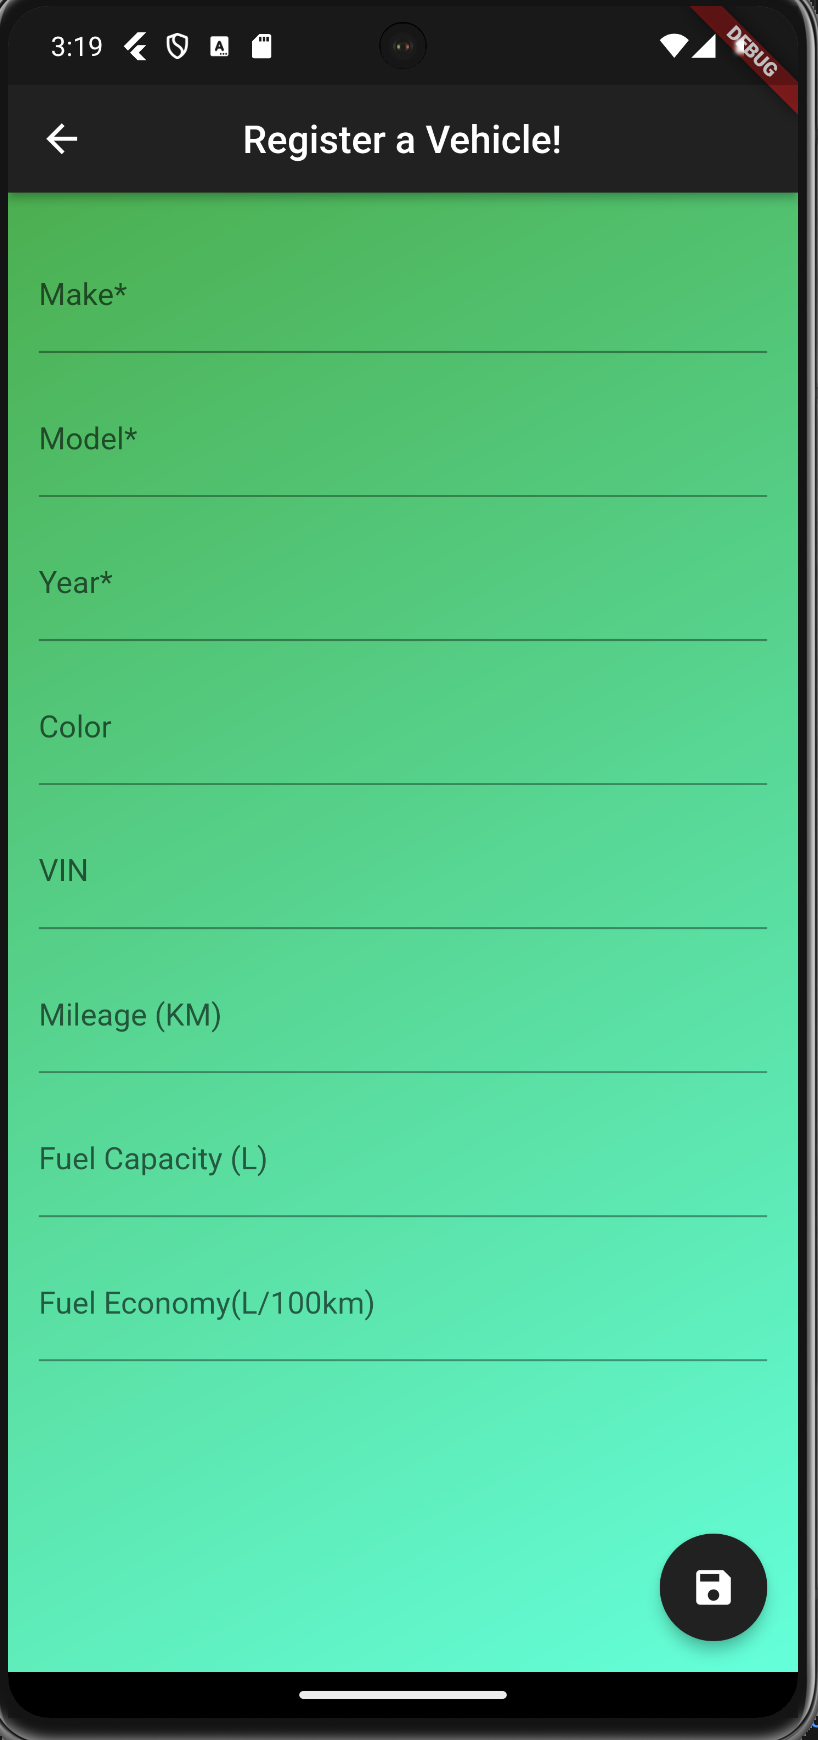 3:19
DEBUG
Register a Vehicle!
Make*
Model*
Year*
Color
VIN
Mileage (KM)
Fuel Capacity (L)
Fuel Economy(L/100km)